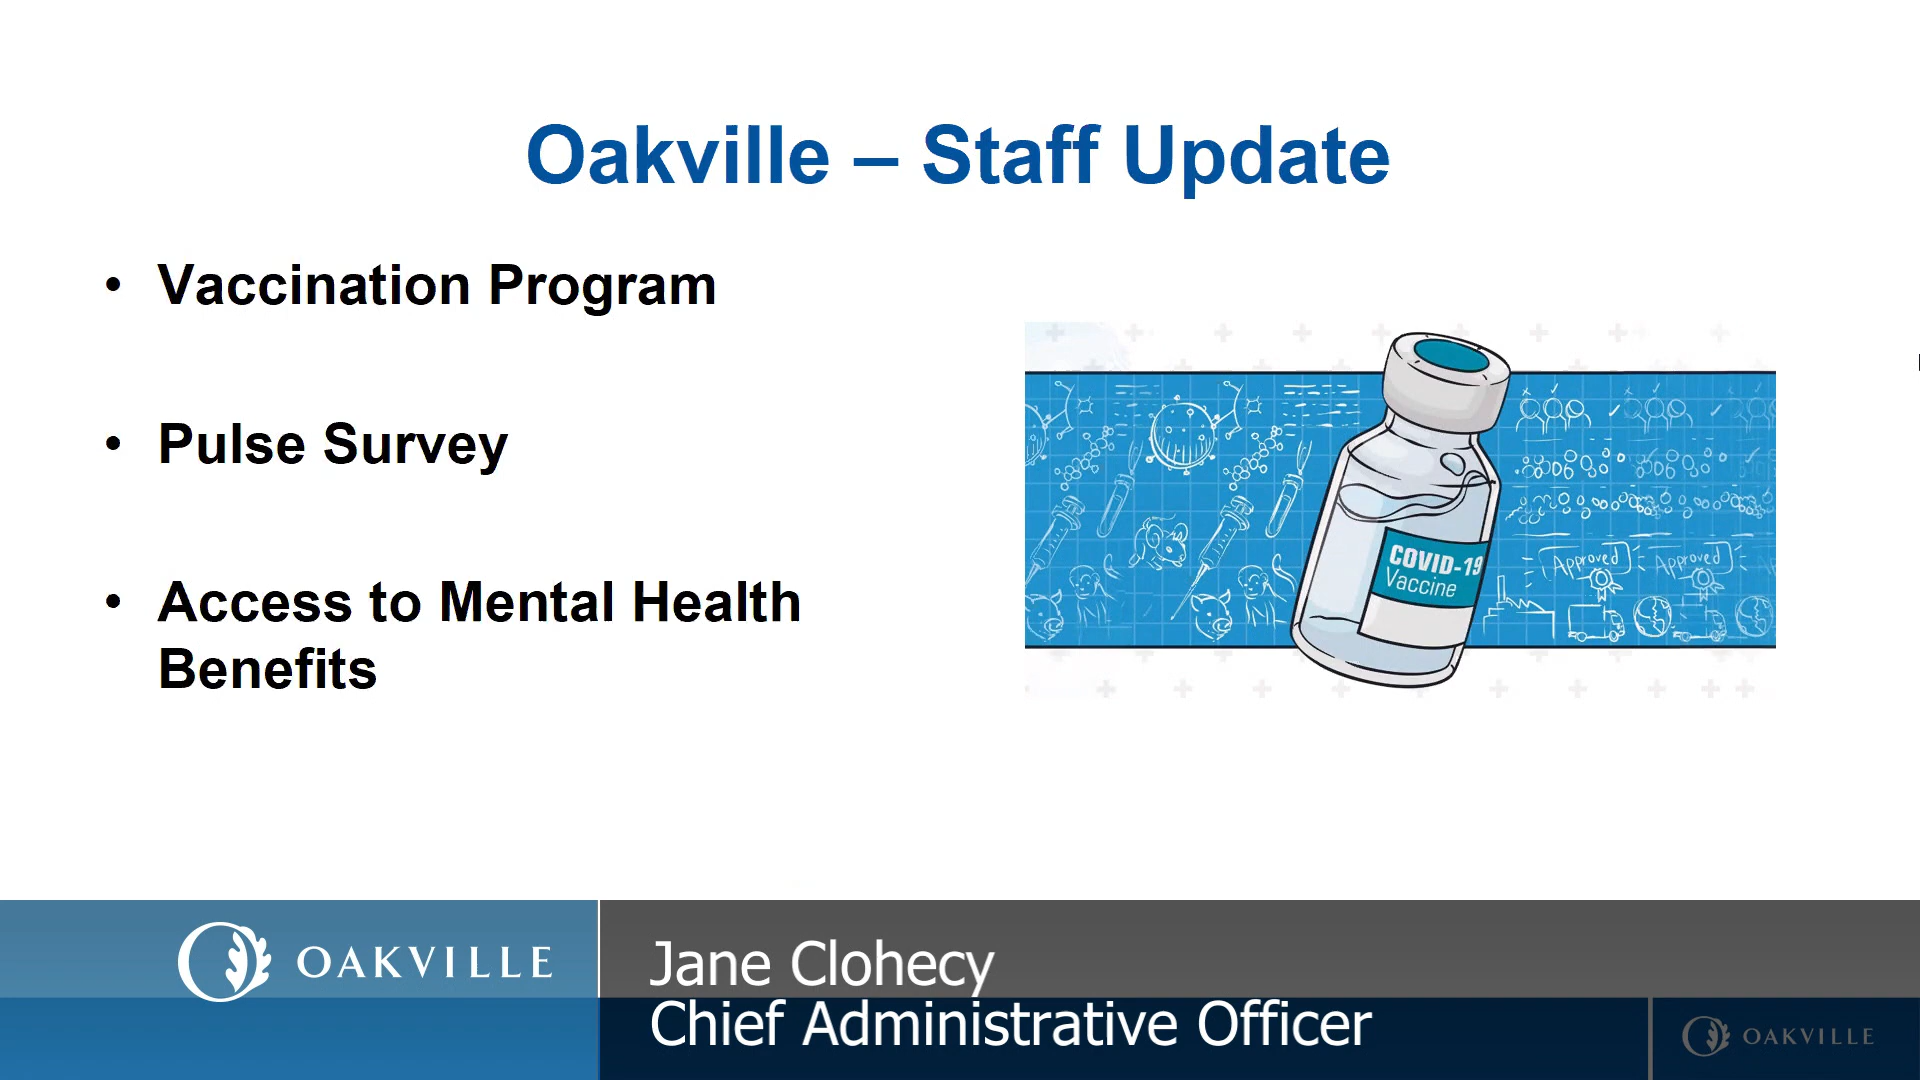 Oakville – Staff Update
• Vaccination Program
• Pulse Survey
• Access to Mental Health
Benefits
COVID-19
Vaccine
Approved
Approved
OAKVILLE
Jane Clohecy
Chief Administrative Officer
OAKVILLE